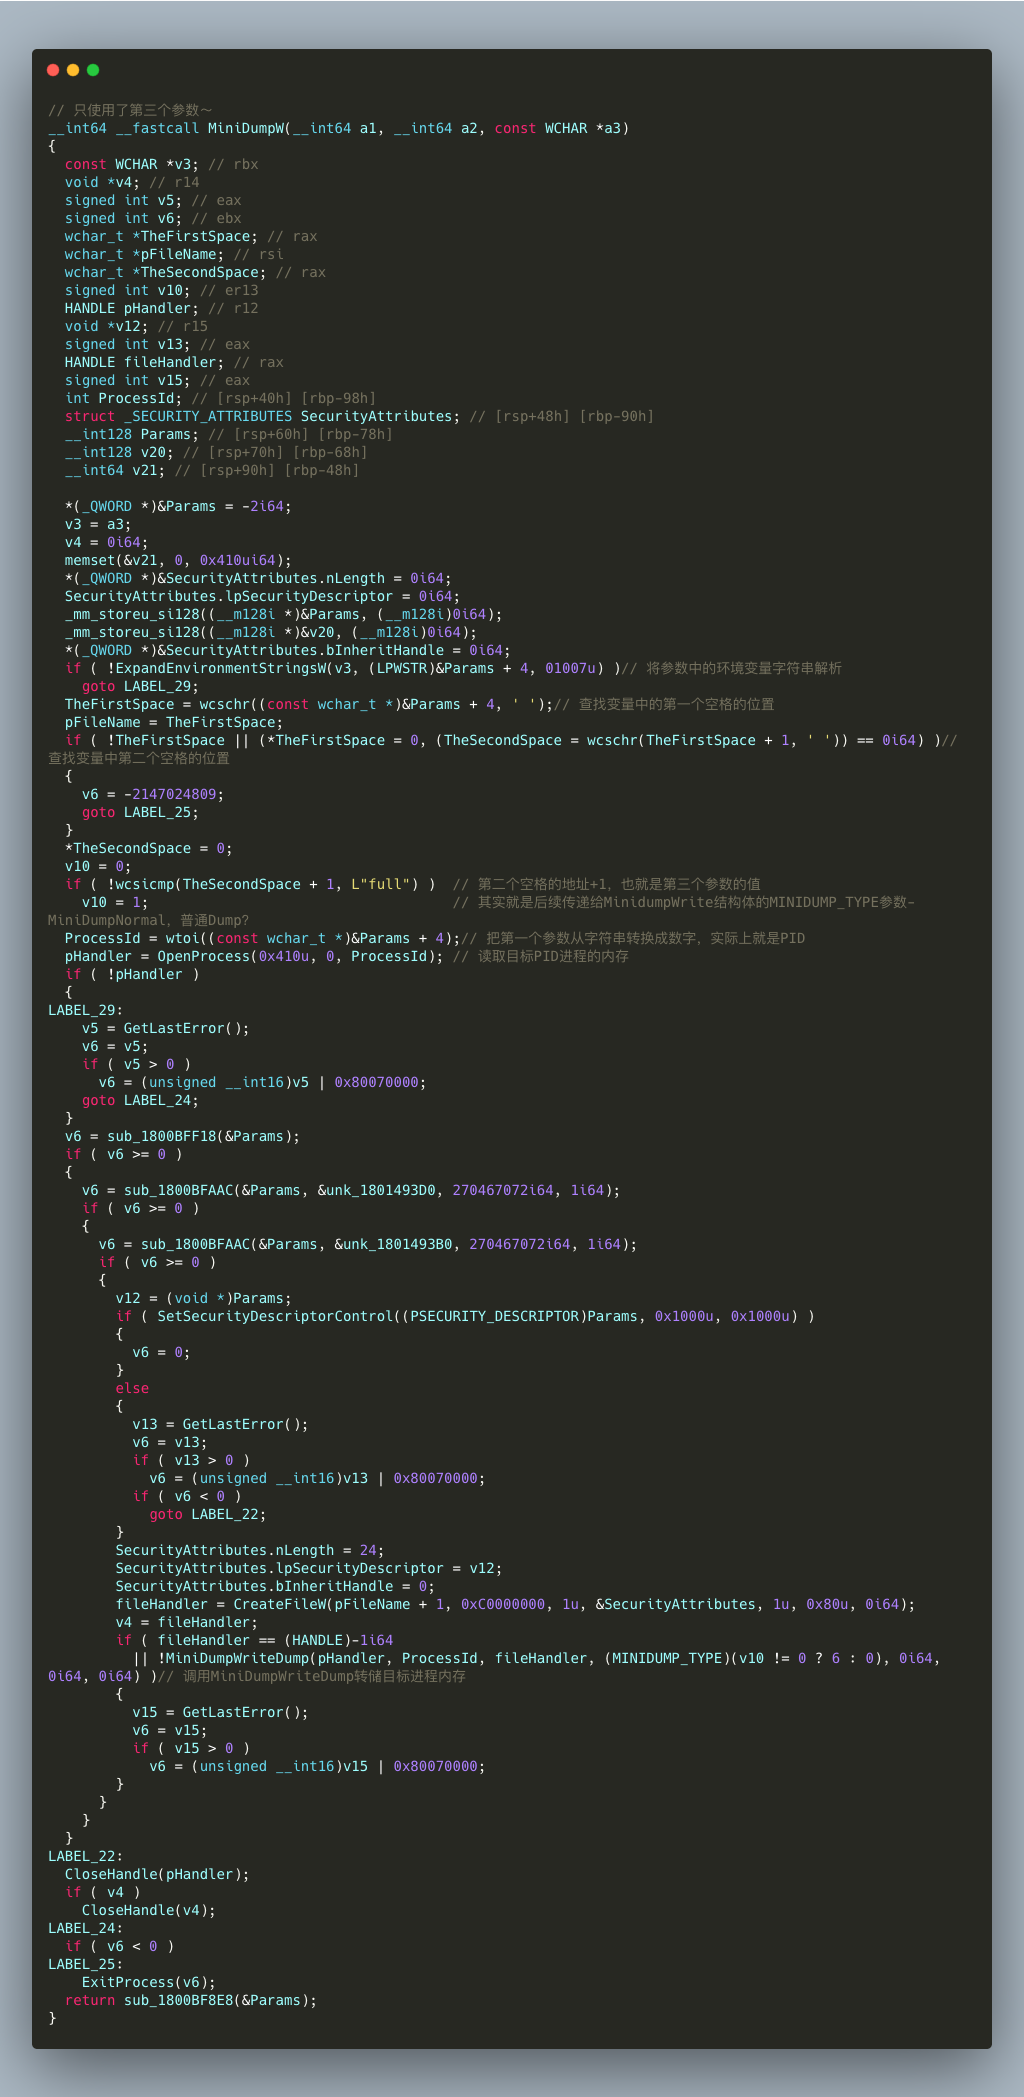 // 只使用了第三个参数～
__int64 __fastcall MiniDumpW(__int64 a1, __int64 a2, const WCHAR *a3)
{
  const WCHAR *v3; // rbx
  void *v4; // r14
  signed int v5; // eax
  signed int v6; // ebx
  wchar_t *TheFirstSpace; // rax
  wchar_t *pFileName; // rsi
  wchar_t *TheSecondSpace; // rax
  signed int v10; // er13
  HANDLE pHandler; // r12
  void *v12; // r15
  signed int v13; // eax
  HANDLE fileHandler; // rax
  signed int v15; // eax
  int ProcessId; // [rsp+40h] [rbp-98h]
  struct _SECURITY_ATTRIBUTES SecurityAttributes; // [rsp+48h] [rbp-90h]
  __int128 Params; // [rsp+60h] [rbp-78h]
  __int128 v20; // [rsp+70h] [rbp-68h]
  __int64 v21; // [rsp+90h] [rbp-48h]

  *(_QWORD *)&Params = -2i64;
  v3 = a3;
  v4 = 0i64;
  memset(&v21, 0, 0x410ui64);
  *(_QWORD *)&SecurityAttributes.nLength = 0i64;
  SecurityAttributes.lpSecurityDescriptor = 0i64;
  _mm_storeu_si128((__m128i *)&Params, (__m128i)0i64);
  _mm_storeu_si128((__m128i *)&v20, (__m128i)0i64);
  *(_QWORD *)&SecurityAttributes.bInheritHandle = 0i64;
  if ( !ExpandEnvironmentStringsW(v3, (LPWSTR)&Params + 4, 01007u) )// 将参数中的环境变量字符串解析
    goto LABEL_29;
  TheFirstSpace = wcschr((const wchar_t *)&Params + 4, ' ');// 查找变量中的第一个空格的位置
  pFileName = TheFirstSpace;
  if ( !TheFirstSpace || (*TheFirstSpace = 0, (TheSecondSpace = wcschr(TheFirstSpace + 1, ' ')) == 0i64) )//
查找变量中第二个空格的位置
  {
    v6 = -2147024809;
    goto LABEL_25;
  }
  *TheSecondSpace = 0;
  v10 = 0;
  if ( !wcsicmp(TheSecondSpace + 1, L"full") )  // 第二个空格的地址+1，也就是第三个参数的值
    v10 = 1;                                    // 其实就是后续传递给MinidumpWrite结构体的MINIDUMP_TYPE参数-
MiniDumpNormal，普通Dump?
  ProcessId = wtoi((const wchar_t *)&Params + 4);// 把第一个参数从字符串转换成数字，实际上就是PID
  pHandler = OpenProcess(0x410u, 0, ProcessId); // 读取目标PID进程的内存
  if ( !pHandler )
  {
LABEL_29:
    v5 = GetLastError();
    v6 = v5;
    if ( v5 > 0 )
      v6 = (unsigned __int16)v5 | 0x80070000;
    goto LABEL_24;
  }
  v6 = sub_1800BFF18(&Params);
  if ( v6 >= 0 )
  {
    v6 = sub_1800BFAAC(&Params, &unk_1801493D0, 270467072i64, 1i64);
    if ( v6 >= 0 )
    {
      v6 = sub_1800BFAAC(&Params, &unk_1801493B0, 270467072i64, 1i64);
      if ( v6 >= 0 )
      {
        v12 = (void *)Params;
        if ( SetSecurityDescriptorControl((PSECURITY_DESCRIPTOR)Params, 0x1000u, 0x1000u) )
        {
          v6 = 0;
        }
        else
        {
          v13 = GetLastError();
          v6 = v13;
          if ( v13 > 0 )
            v6 = (unsigned __int16)v13 | 0x80070000;
          if ( v6 < 0 )
            goto LABEL_22;
        }
        SecurityAttributes.nLength = 24;
        SecurityAttributes.lpSecurityDescriptor = v12;
        SecurityAttributes.bInheritHandle = 0;
        fileHandler = CreateFileW(pFileName + 1, 0xC0000000, 1u, &SecurityAttributes, 1u, 0x80u, 0i64);
        v4 = fileHandler;
        if ( fileHandler == (HANDLE)-1i64
          || !MiniDumpWriteDump(pHandler, ProcessId, fileHandler, (MINIDUMP_TYPE)(v10 != 0 ? 6 : 0), 0i64,
0i64, 0i64) )// 调用MiniDumpWriteDump转储目标进程内存
        {
          v15 = GetLastError();
          v6 = v15;
          if ( v15 > 0 )
            v6 = (unsigned __int16)v15 | 0x80070000;
        }
      }
    }
  }
LABEL_22:
  CloseHandle(pHandler);
  if ( v4 )
    CloseHandle(v4);
LABEL_24:
  if ( v6 < 0 )
LABEL_25:
    ExitProcess(v6);
  return sub_1800BF8E8(&Params);
}